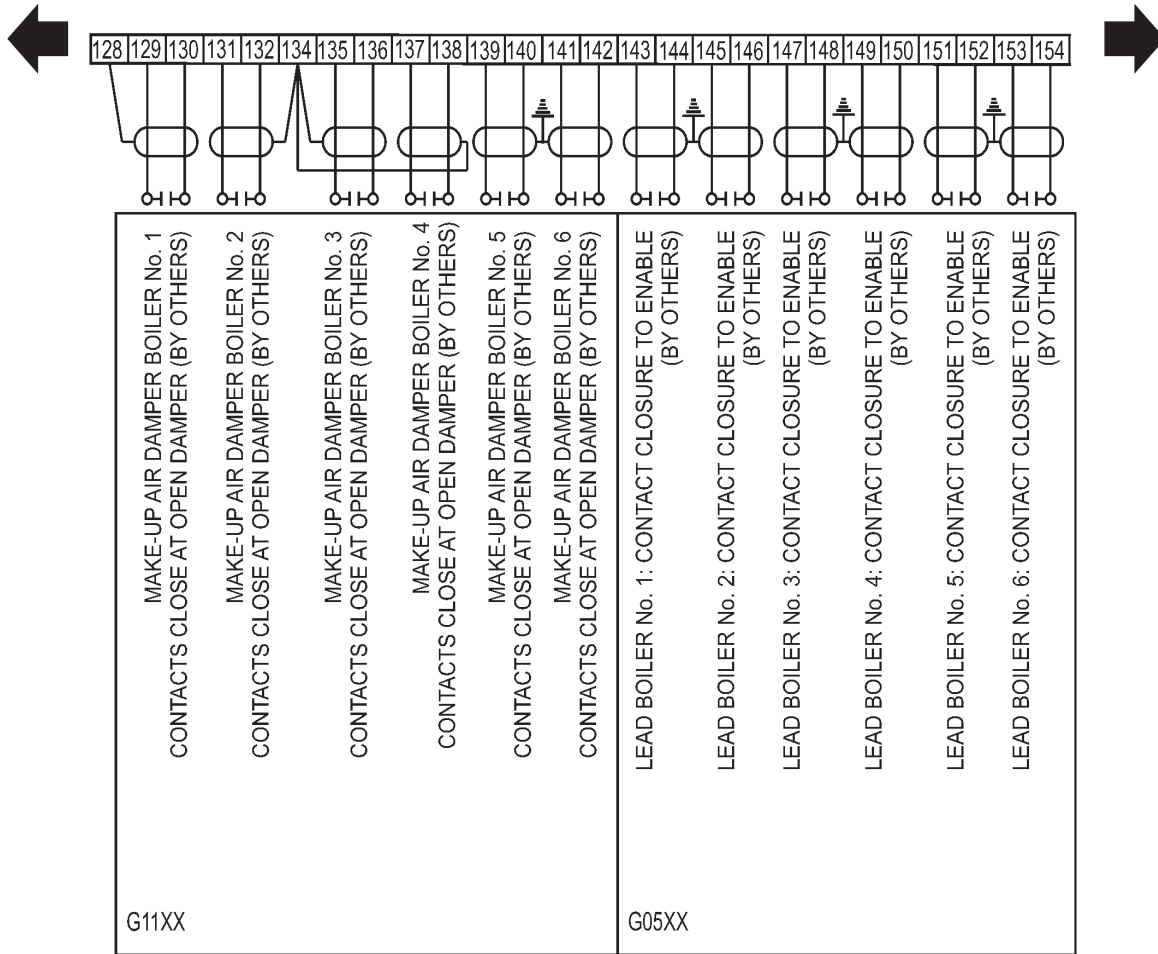 128 129 130 131 132 134 135 136 137 138 139 140 141 142 143 144 145 146 147 148 149 150 151 152 153 154
MAKE-UP AIR DAMPER BOILER No. 1
CONTACTS CLOSE AT OPEN DAMPER (BY OTHERS)
MAKE-UP AIR DAMPER BOILER No. 2
CONTACTS CLOSE AT OPEN DAMPER (BY OTHERS)
MAKE-UP AIR DAMPER BOILER No. 3
CONTACTS CLOSE AT OPEN DAMPER (BY OTHERS)
MAKE-UP AIR DAMPER BOILER No. 4
CONTACTS CLOSE AT OPEN DAMPER (BY OTHERS)
MAKE-UP AIR DAMPER BOILER No. 5
CONTACTS CLOSE AT OPEN DAMPER (BY OTHERS)
MAKE-UP AIR DAMPER BOILER No. 6
CONTACTS CLOSE AT OPEN DAMPER (BY OTHERS)
LEAD BOILER No. 1: CONTACT CLOSURE TO ENABLE
(BY OTHERS)
LEAD BOILER No. 2: CONTACT CLOSURE TO ENABLE
(BY OTHERS)
LEAD BOILER No. 3: CONTACT CLOSURE TO ENABLE
(BY OTHERS)
LEAD BOILER No. 4: CONTACT CLOSURE TO ENABLE
(BY OTHERS)
LEAD BOILER No. 5: CONTACT CLOSURE TO ENABLE
(BY OTHERS)
LEAD BOILER No. 6: CONTACT CLOSURE TO ENABLE
(BY OTHERS)
G11XX
G05XX